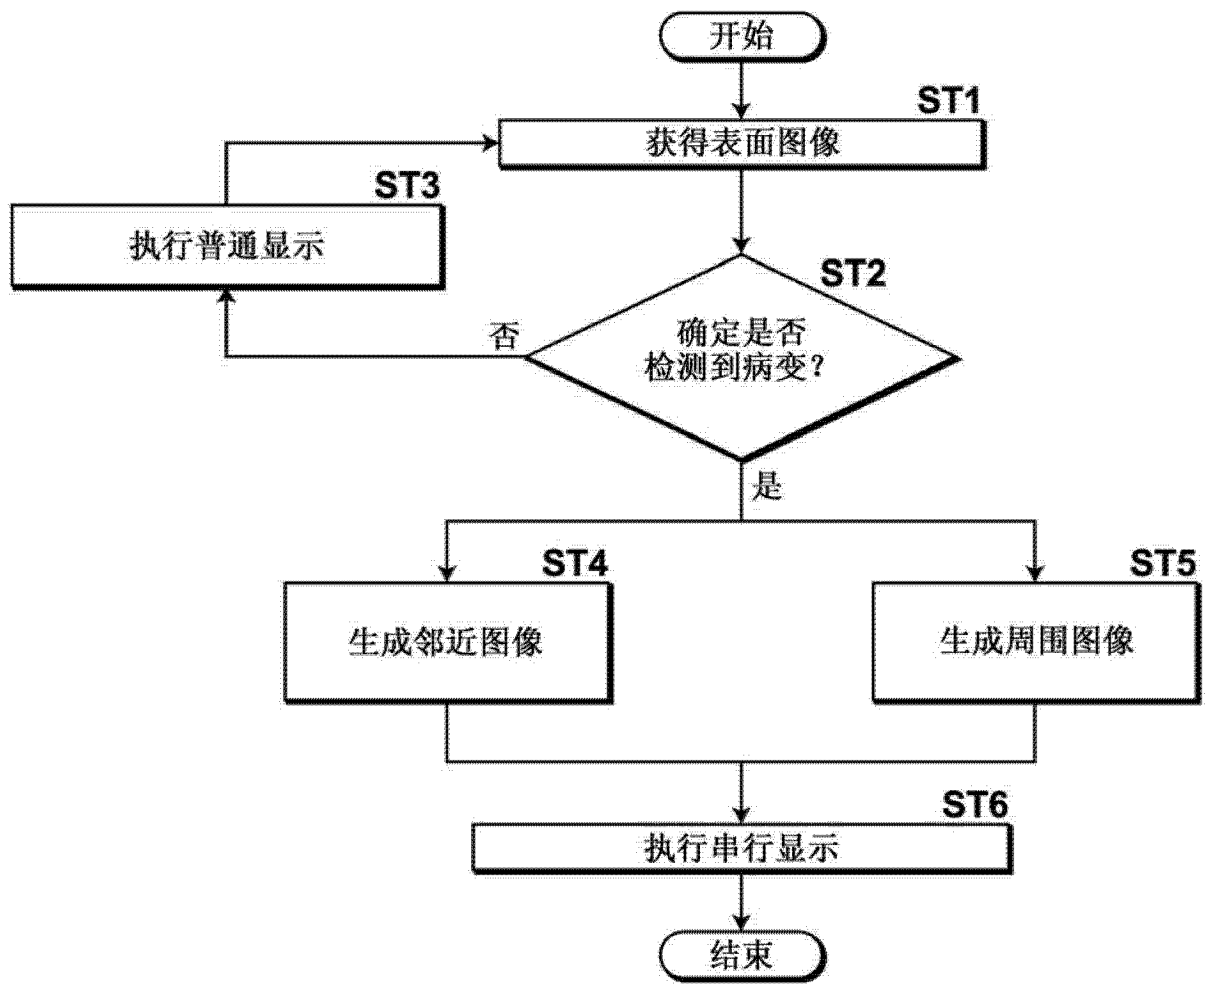 开始
ST1
获得表面图像
ST3
执行普通显示
ST2
确定是否
检测到病变？
否
是
ST4
生成邻近图像
ST5
生成周围图像
ST6
执行串行显示
结束